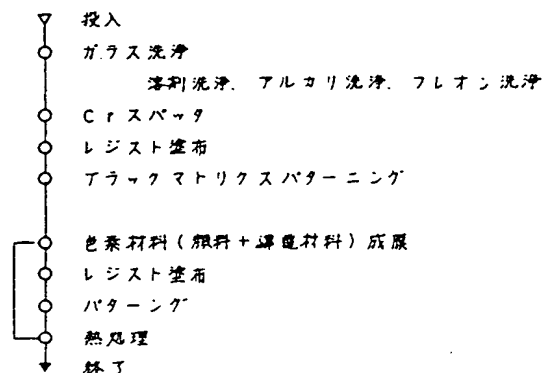 投入
ガラス洗浄
溶剤洗浄、アルカリ洗浄、フレオン洗浄
Crスパッタ
レジスト塗布
ブラックマトリクスパターニング
色素材料(顔料+導電材料)成膜
レジスト塗布
パターング
熱処理
終了